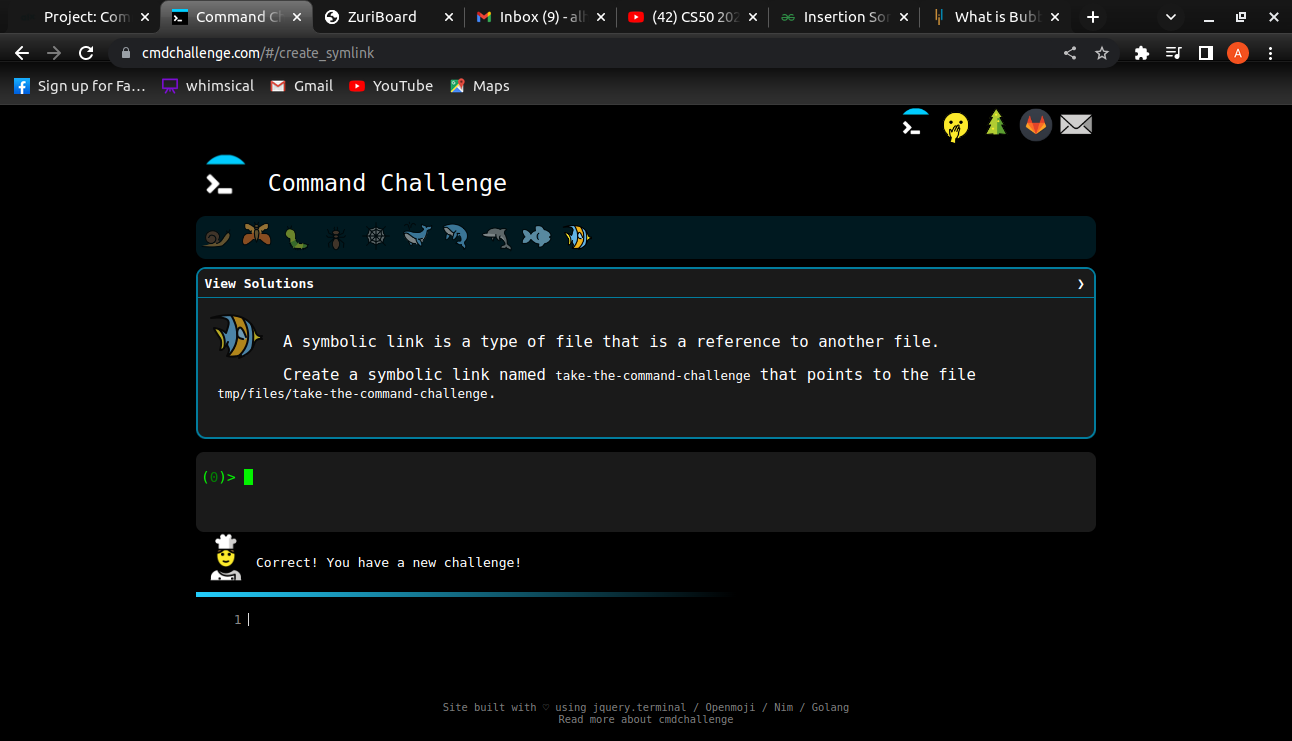 Project: Com
Command Ch
ZuriBoard
Inbox (9) - all
(42) CS50 202
Insertion Sor
What is Bubb
cmdchallenge.com/#/create_symlink
A
Sign up for Fa...
whimsical
Gmail
YouTube
Maps
Command Challenge
View Solutions
A symbolic link is a type of file that is a reference to another file.
Create a symbolic link named take-the-command-challenge that points to the file
tmp/files/take-the-command-challenge.
(0)>
Correct! You have a new challenge!
1
Site built with ♡ using jquery.terminal / Openmoji / Nim / Golang
Read more about cmdchallenge